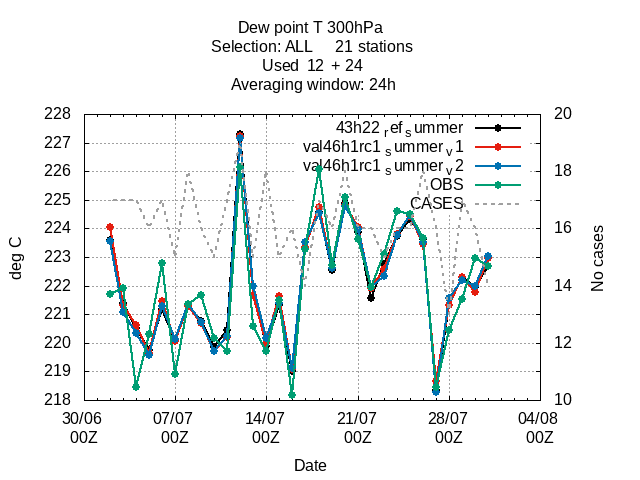 Dew point T 300hPa
Selection: ALL 21 stations
Used 12 + 24
Averaging window: 24h
228 20
227
226 18
225
224 16
223
222 14
221
220 12
219
218 10
43h22 ref summer
val46h1rc1 summer v1
val46h1rc1 summer v2
OBS
CASES
deg C
No cases
30/06 07/07 14/07 21/07 28/07 04/08
00Z 00Z 00Z 00Z 00Z 00Z
Date